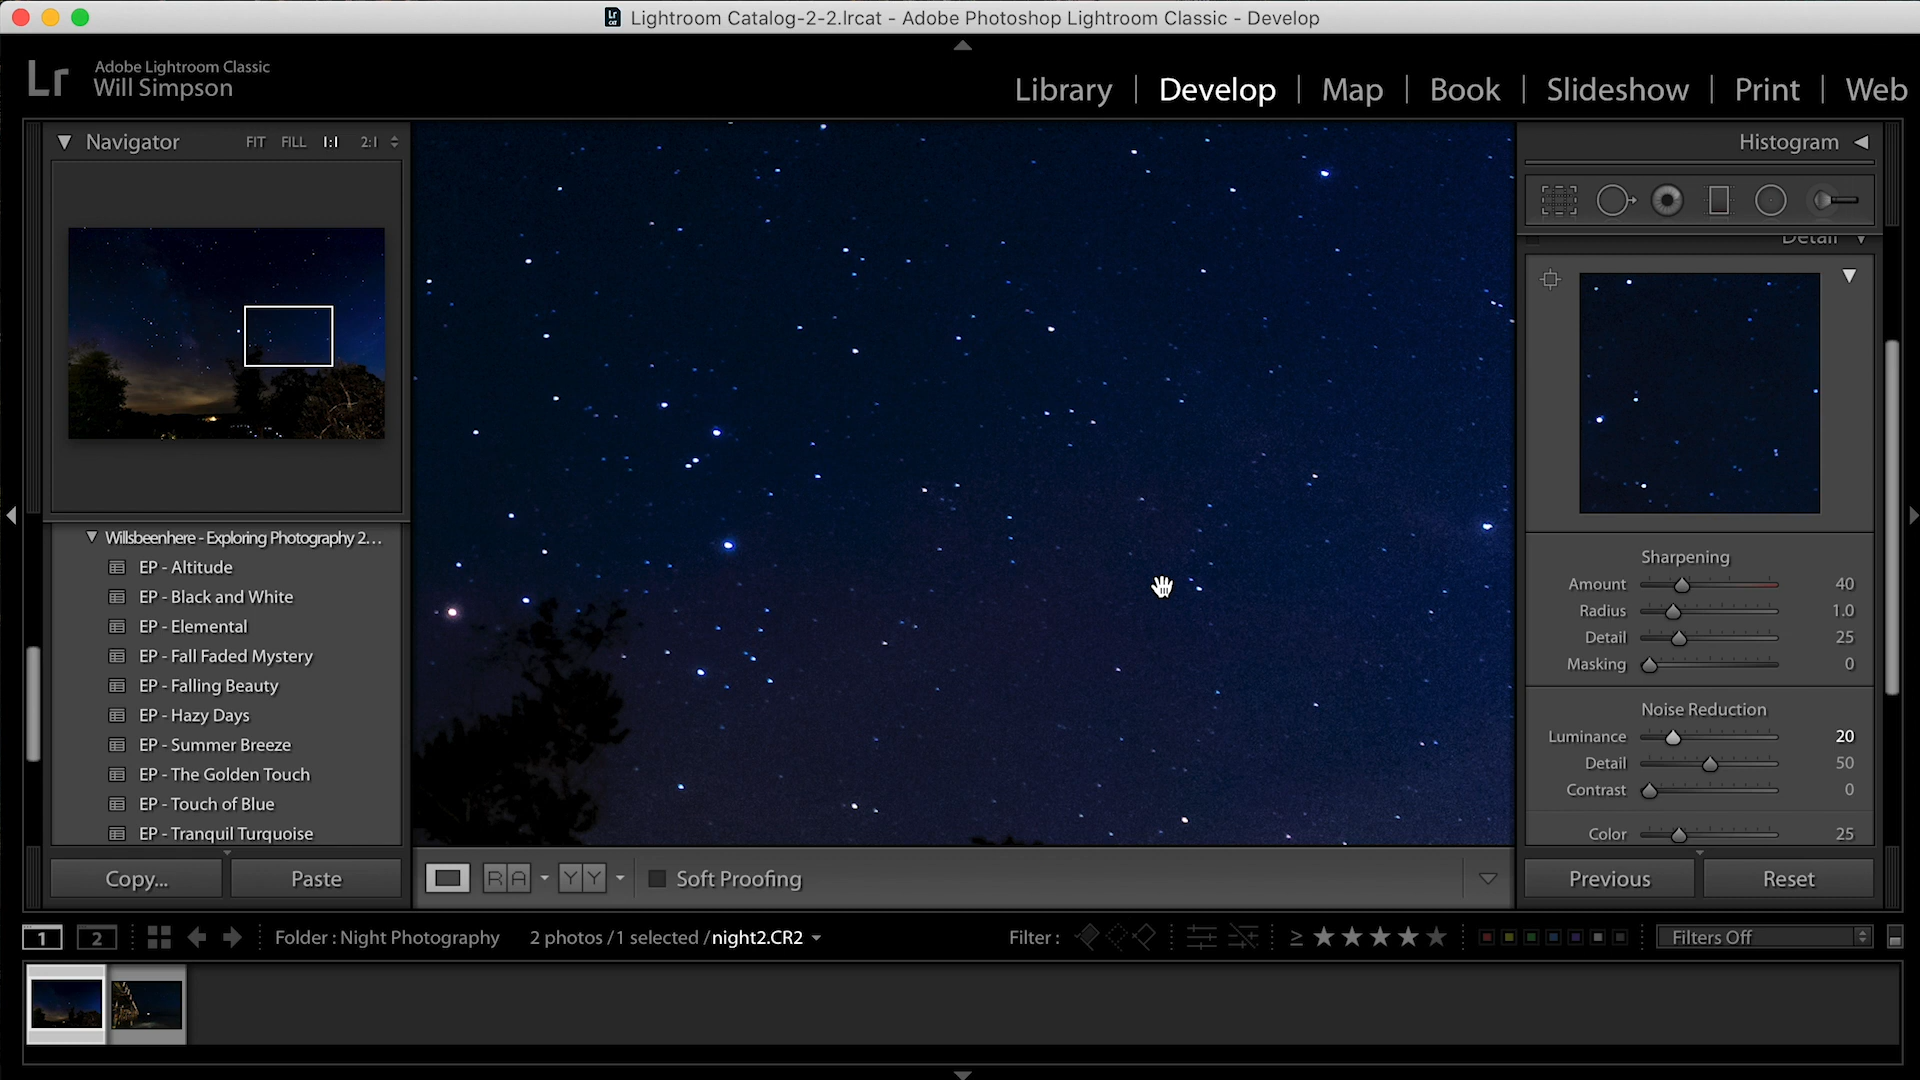 Lightroom Catalog-2-2.lrcat - Adobe Photoshop Lightroom Classic - Develop
Lr
Adobe Lightroom Classic
Will Simpson
Library | Develop | Map | Book | Slideshow | Print | Web
Navigator FIT FILL 1:1 2:1
Histogram
Detail
Willsbeenhere - Exploring Photography 2...
EP - Altitude
EP - Black and White
EP - Elemental
EP - Fall Faded Mystery
EP - Falling Beauty
EP - Hazy Days
EP - Summer Breeze
EP - The Golden Touch
EP - Touch of Blue
EP - Tranquil Turquoise
Sharpening
Amount 40
Radius 1.0
Detail 25
Masking 0
Noise Reduction
Luminance 20
Detail 50
Contrast 0
Color 25
Copy... Paste
R A Y Y Soft Proofing
Previous Reset
1 2 Folder : Night Photography 2 photos / 1 selected / night2.CR2 Filter : ≥ Filters Off